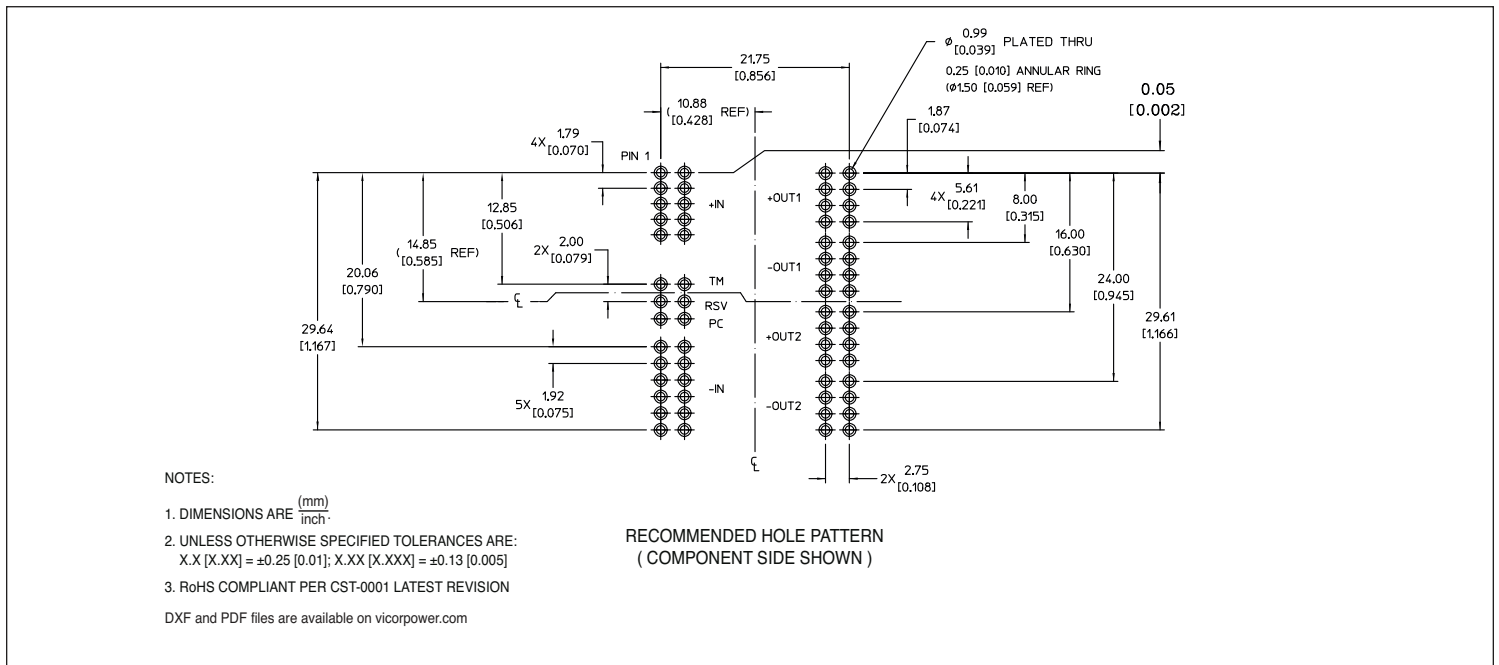 ø 0.99 [0.039] PLATED THRU
0.25 [0.010] ANNULAR RING
(ø1.50 [0.059] REF)
21.75
[0.856]
0.05
[0.002]
( 10.88 [0.428] REF)
1.87
[0.074]
4X 1.79 [0.070]
PIN 1
+IN
+OUT1
4X 5.61 [0.221]
8.00
[0.315]
12.85
[0.506]
16.00
[0.630]
( 14.85 [0.585] REF)
2X 2.00 [0.079]
-OUT1
20.06
[0.790]
TM
24.00
[0.945]
℄
RSV
PC
29.64
[1.167]
+OUT2
29.61
[1.166]
-IN
5X 1.92 [0.075]
-OUT2
℄
2X 2.75 [0.108]
NOTES:
1. DIMENSIONS ARE (mm)/inch.
2. UNLESS OTHERWISE SPECIFIED TOLERANCES ARE:
X.X [X.XX] = ±0.25 [0.01]; X.XX [X.XXX] = ±0.13 [0.005]
3. RoHS COMPLIANT PER CST-0001 LATEST REVISION
DXF and PDF files are available on vicorpower.com
RECOMMENDED HOLE PATTERN
( COMPONENT SIDE SHOWN )